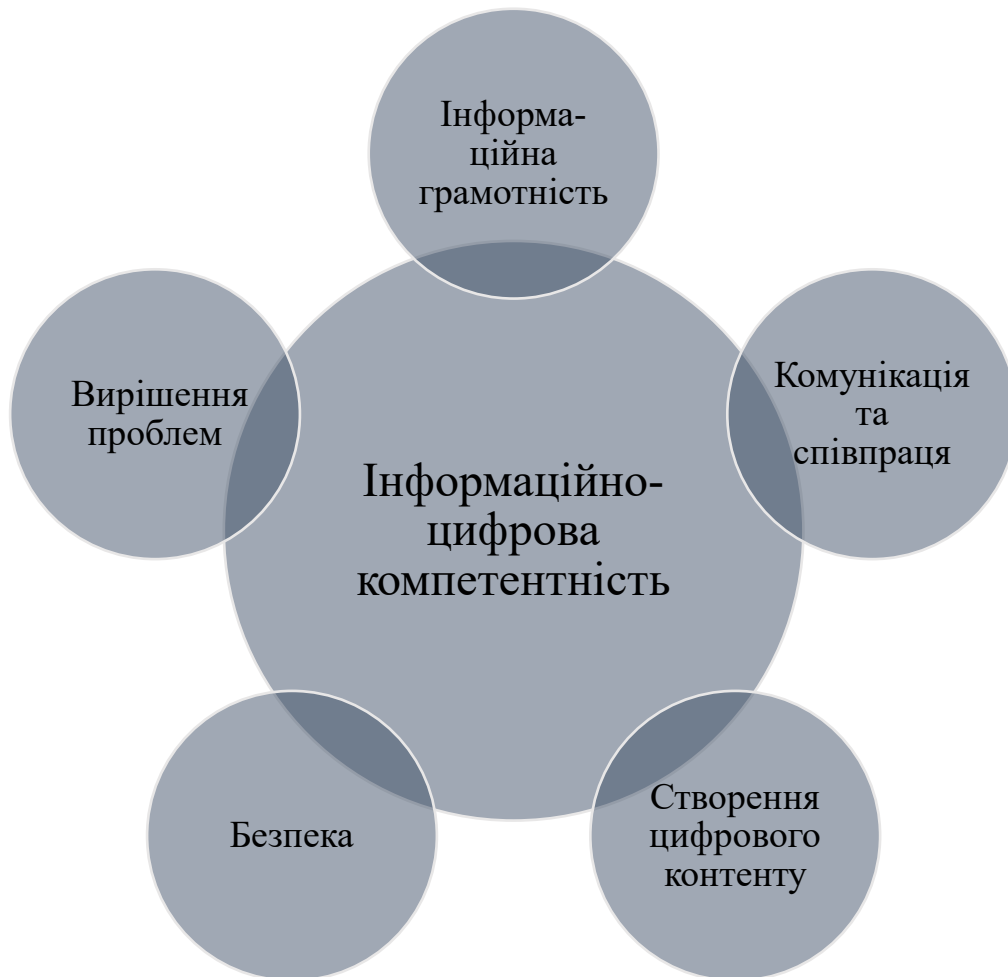 Інформа-
ційна
грамотність
Комунікація
та
співпраця
Вирішення
проблем
Інформаційно-
цифрова
компетентність
Створення
цифрового
контенту
Безпека